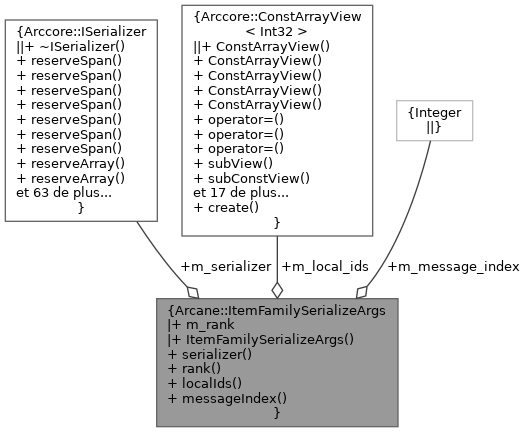 {Arccore::ISerializer
||+ ~ISerializer()
+ reserveSpan()
+ reserveSpan()
+ reserveSpan()
+ reserveSpan()
+ reserveSpan()
+ reserveSpan()
+ reserveSpan()
+ reserveArray()
+ reserveArray()
et 63 de plus...
}
{Arccore::ConstArrayView
< Int32 >
||+ ConstArrayView()
+ ConstArrayView()
+ ConstArrayView()
+ ConstArrayView()
+ ConstArrayView()
+ operator=()
+ operator=()
+ operator=()
+ subView()
+ subConstView()
et 17 de plus...
+ create()
}
{Integer
||}
+m_serializer
+m_local_ids
+m_message_index
{Arcane::ItemFamilySerializeArgs
|+ m_rank
|+ ItemFamilySerializeArgs()
+ serializer()
+ rank()
+ localIds()
+ messageIndex()
}